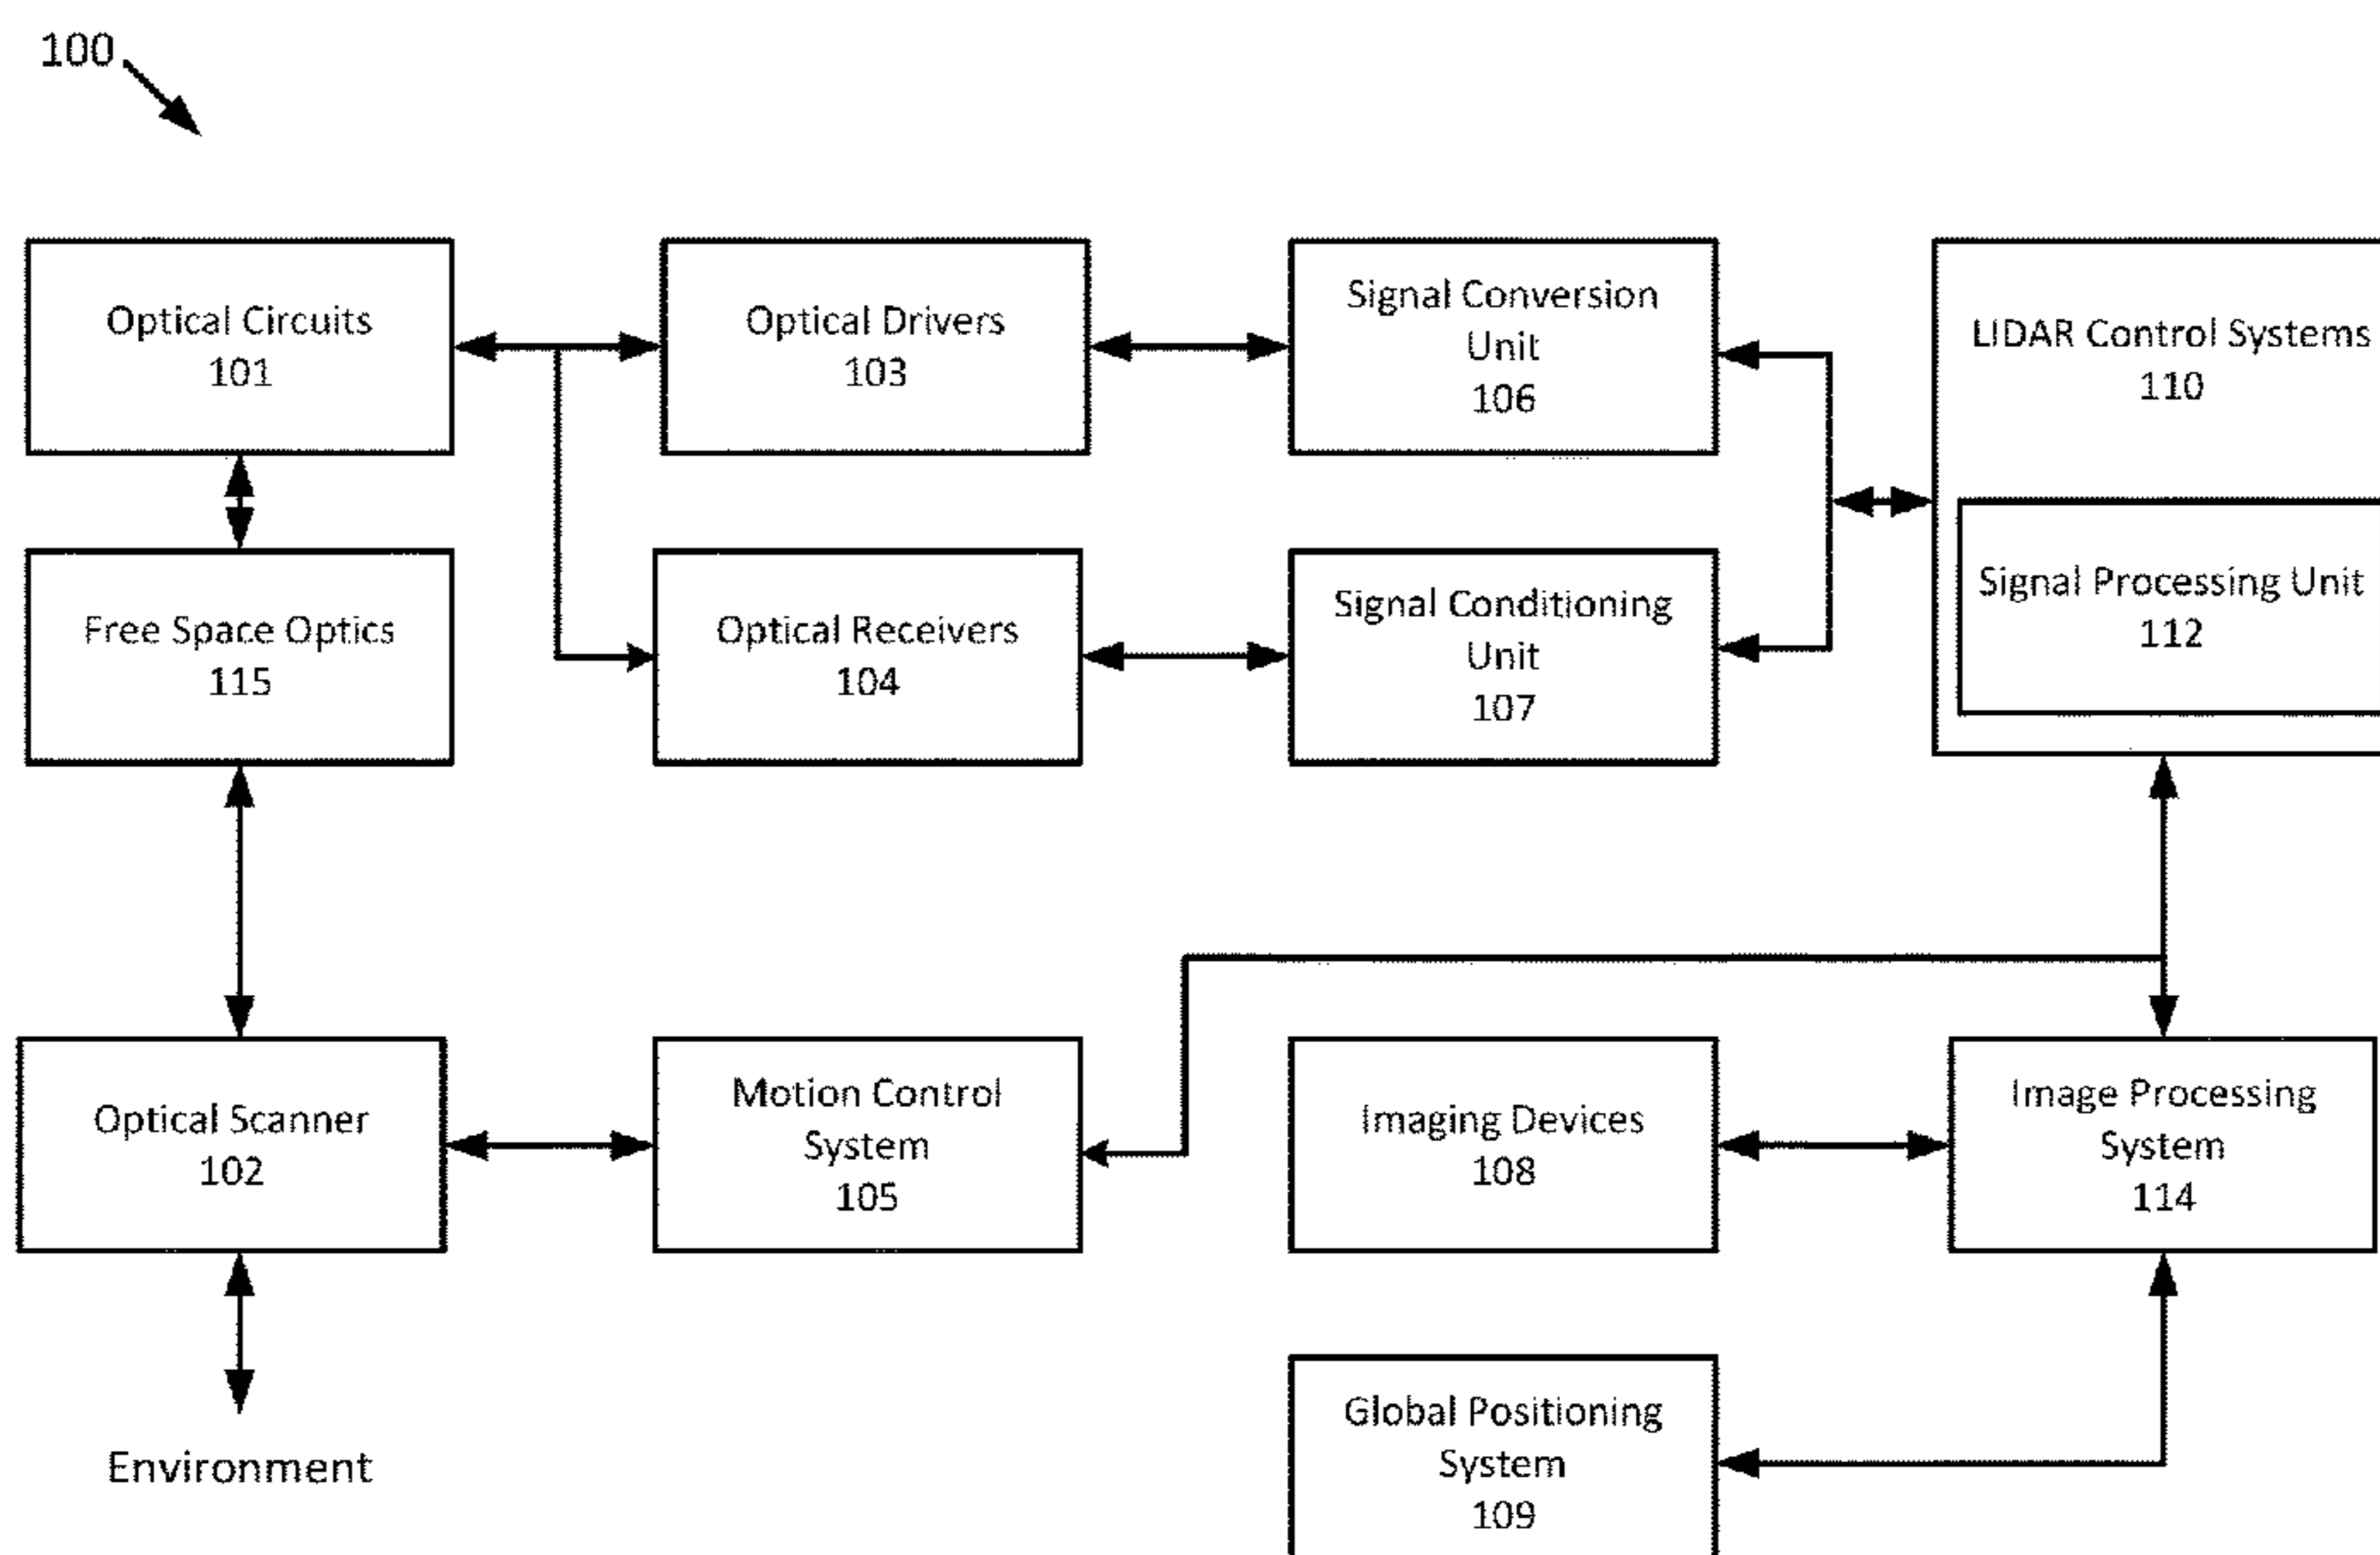 100
Optical Circuits
101
Optical Drivers
103
Signal Conversion
Unit
106
LIDAR Control Systems
110
Free Space Optics
115
Optical Receivers
104
Signal Conditioning
Unit
107
Signal Processing Unit
112
Optical Scanner
102
Motion Control
System
105
Imaging Devices
108
Image Processing
System
114
Environment
Global Positioning
System
109